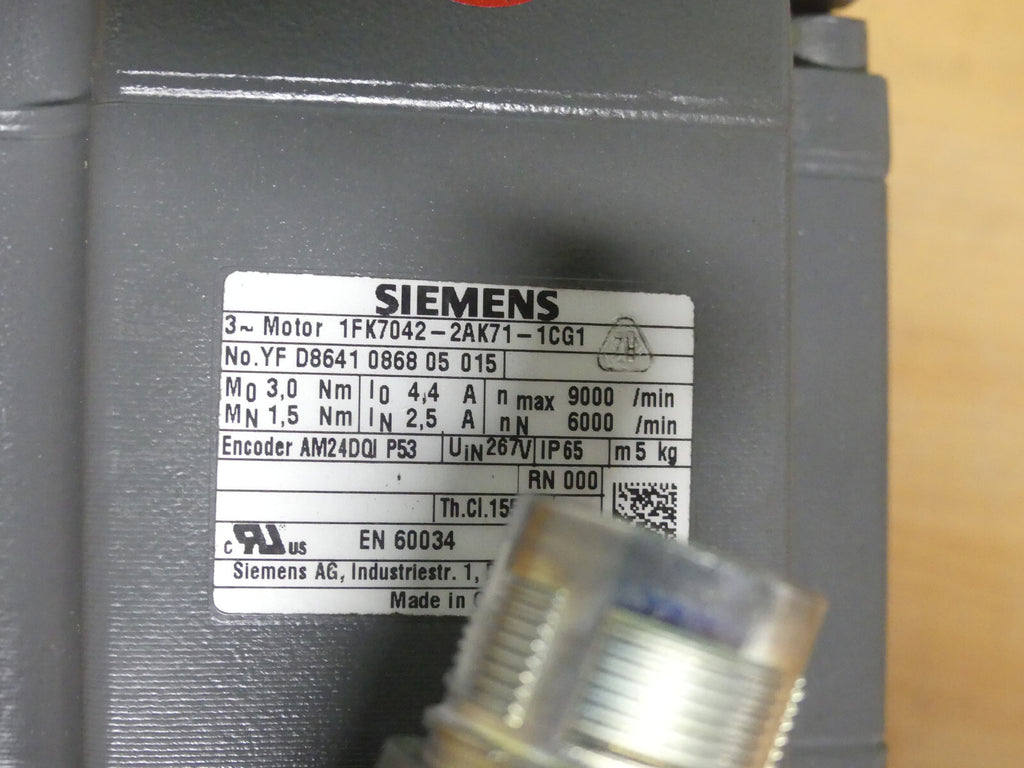 SIEMENS
3~ Motor 1FK7042-2AK71-1CG1
No.YF D8641 0868 05 015
M0 3,0 Nm I0 4,4 A n max 9000 /min
MN 1,5 Nm IN 2,5 A nN 6000 /min
Encoder AM24DQI P53 UiN 267V IP65 m 5 kg
RN 000
Th.Cl.155
c RU US EN 60034
Siemens AG, Industriestr. 1,
Made in